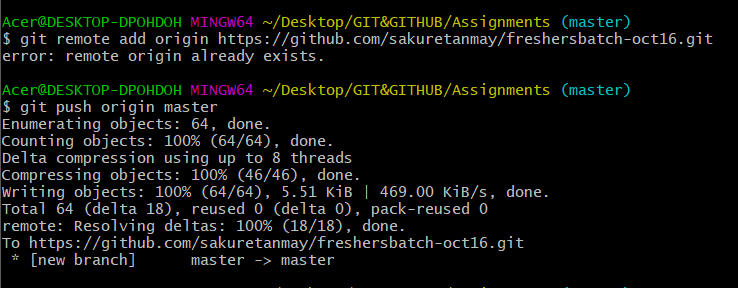 Acer@DESKTOP-DPOHDOH MINGW64 ~/Desktop/GIT&GITHUB/Assignments (master)
$ git remote add origin https://github.com/sakuretanmay/freshersbatch-oct16.git
error: remote origin already exists.
Acer@DESKTOP-DPOHDOH MINGW64 ~/Desktop/GIT&GITHUB/Assignments (master)
$ git push origin master
Enumerating objects: 64, done.
Counting objects: 100% (64/64), done.
Delta compression using up to 8 threads
Compressing objects: 100% (46/46), done.
Writing objects: 100% (64/64), 5.51 KiB | 469.00 KiB/s, done.
Total 64 (delta 18), reused 0 (delta 0), pack-reused 0
remote: Resolving deltas: 100% (18/18), done.
To https://github.com/sakuretanmay/freshersbatch-oct16.git
 * [new branch]      master -> master